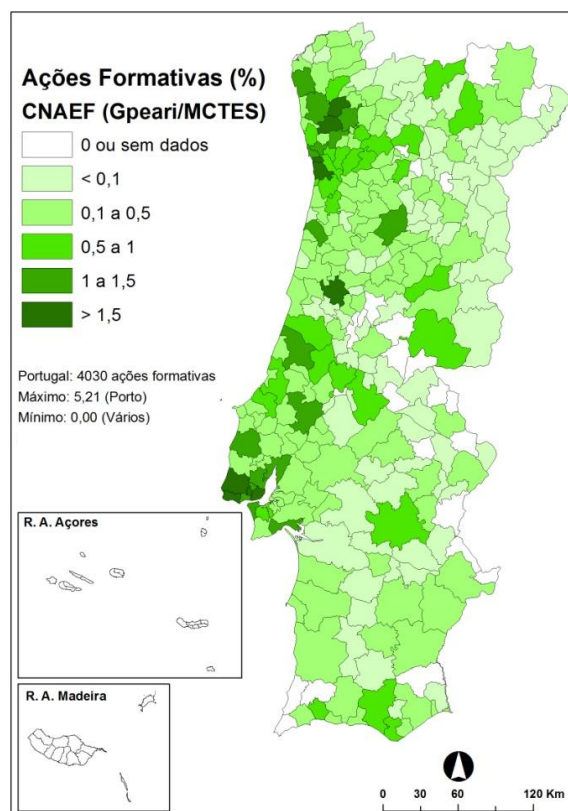 Ações Formativas (%)
CNAEF (Gpeari/MCTES)
0 ou sem dados
< 0,1
0,1 a 0,5
0,5 a 1
1 a 1,5
> 1,5
Portugal: 4030 ações formativas
Máximo: 5,21 (Porto)
Mínimo: 0,00 (Vários)
R. A. Açores
R. A. Madeira
0 30 60 120 Km